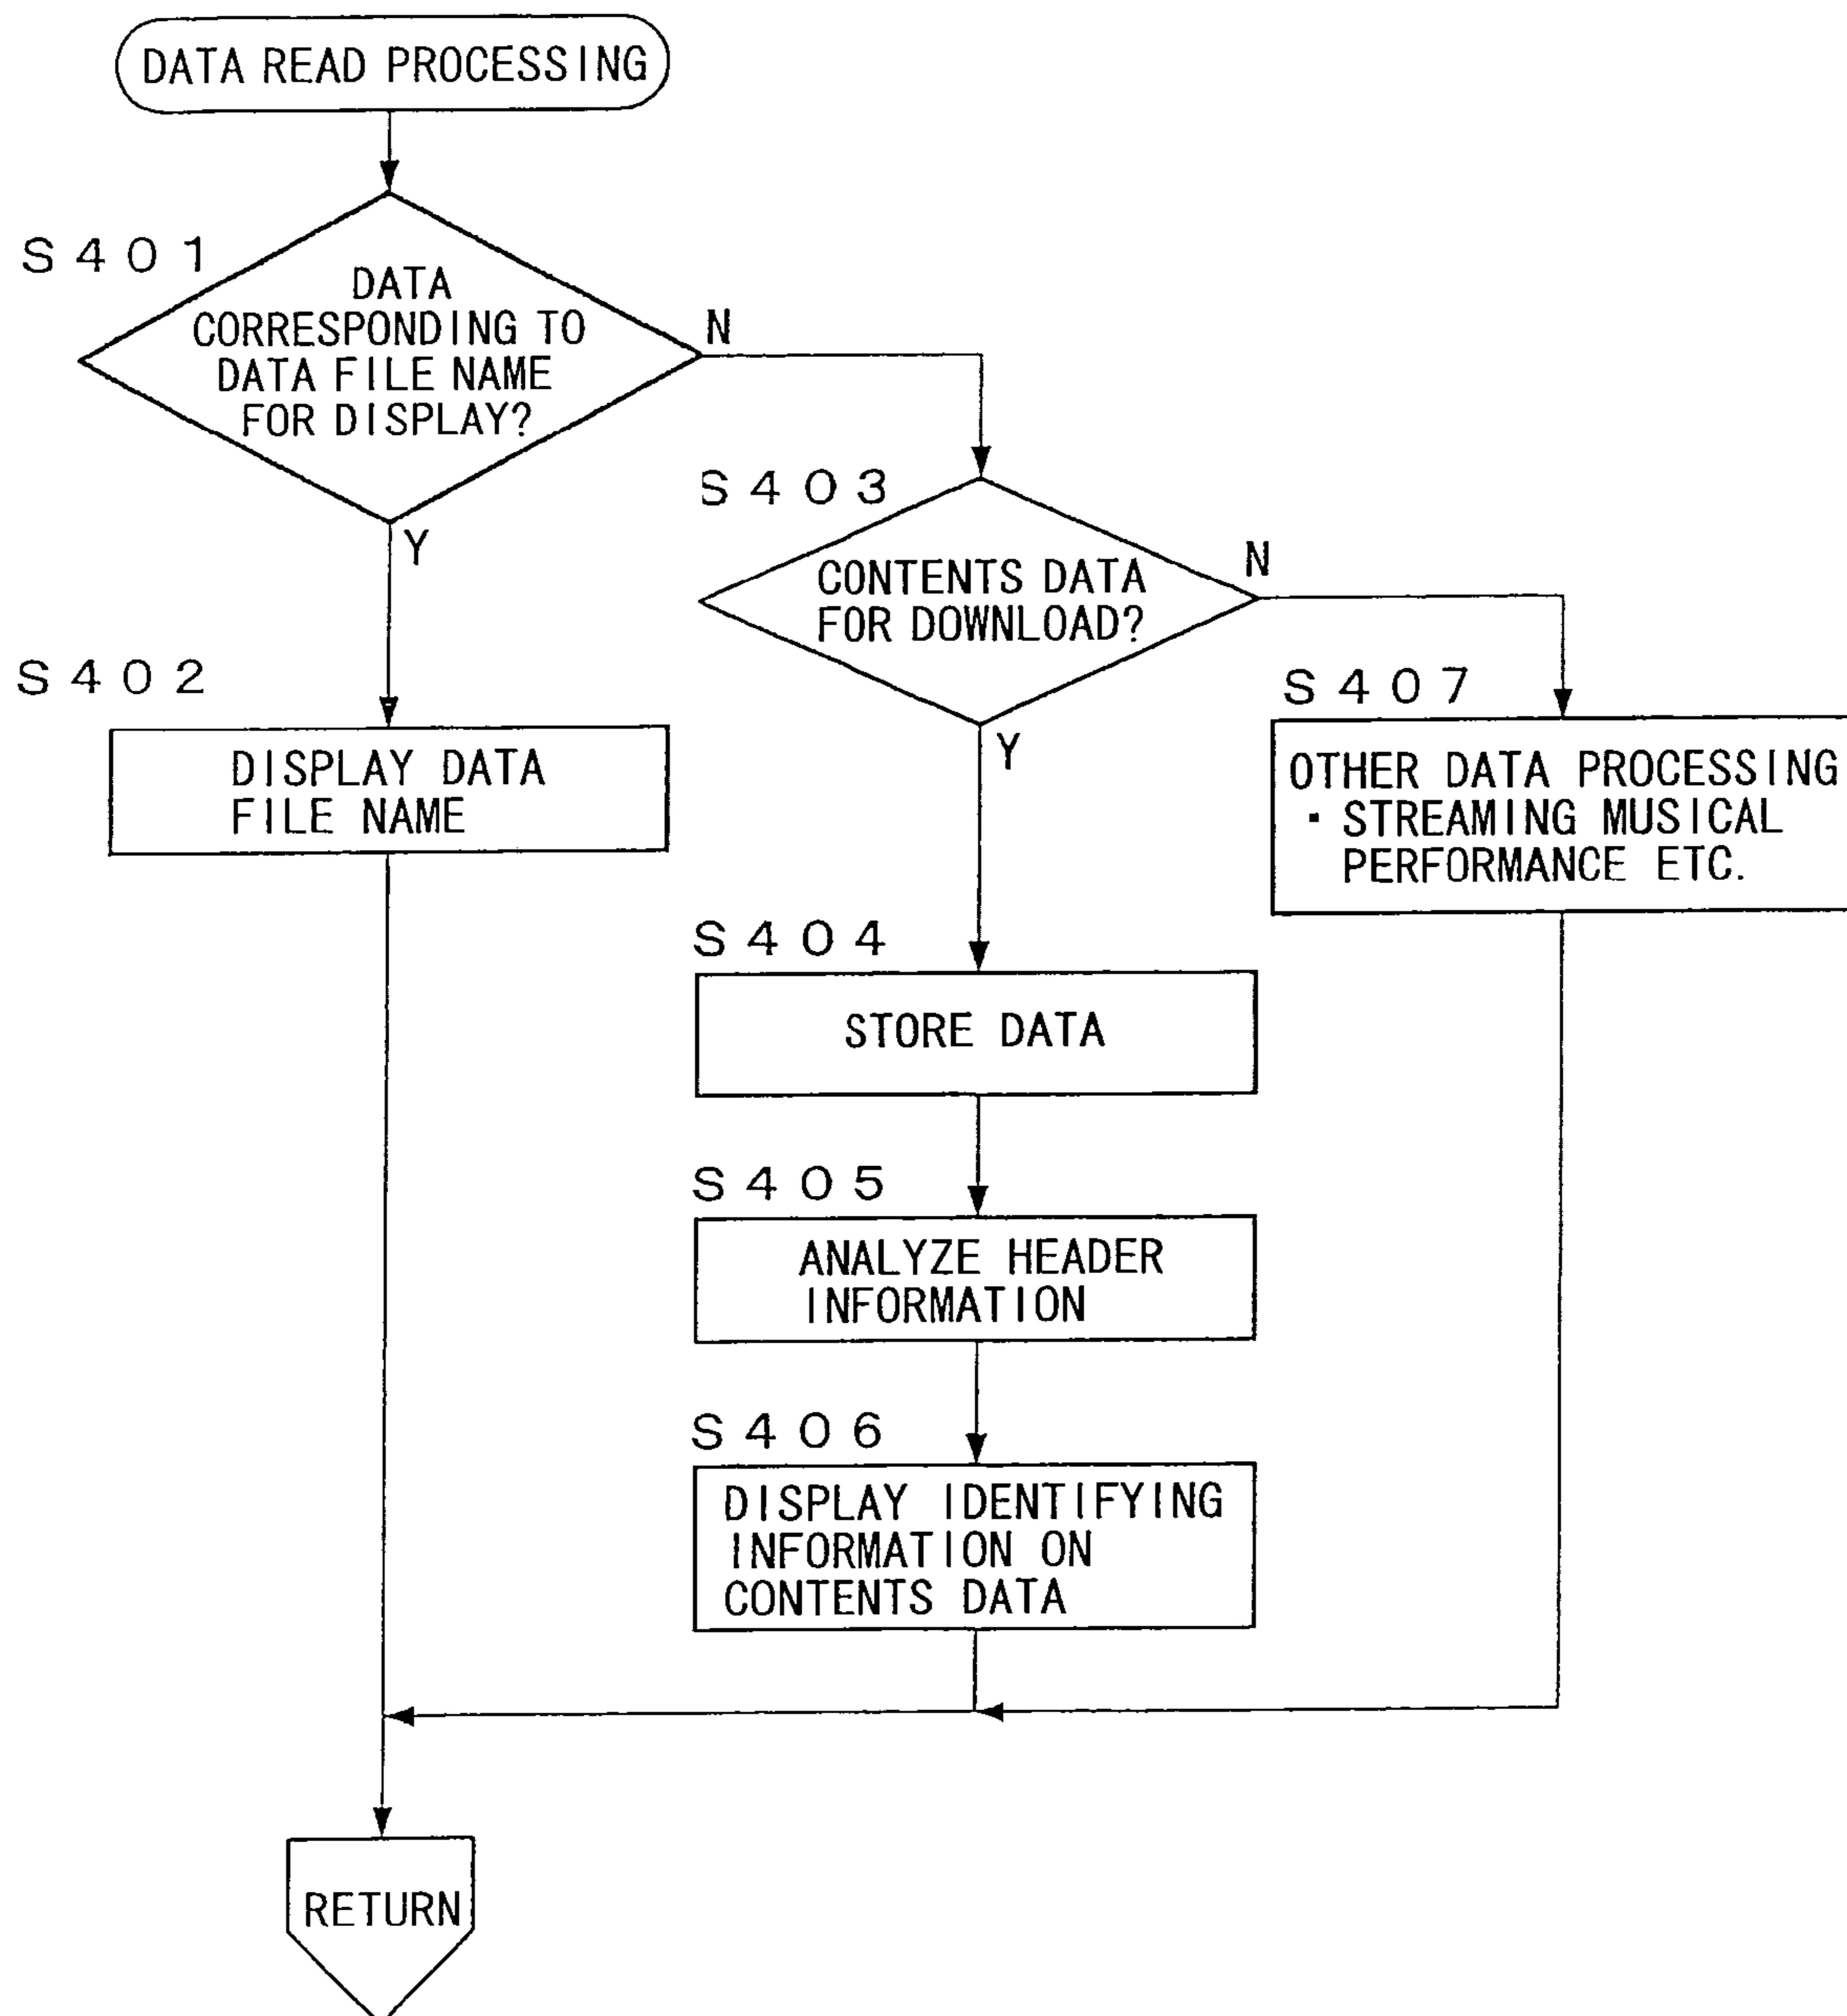 DATA READ PROCESSING
S401
DATA
CORRESPONDING TO
DATA FILE NAME
FOR DISPLAY?
N
Y
S402
DISPLAY DATA
FILE NAME
S403
CONTENTS DATA
FOR DOWNLOAD?
N
Y
S407
OTHER DATA PROCESSING
・STREAMING MUSICAL
PERFORMANCE ETC.
S404
STORE DATA
S405
ANALYZE HEADER
INFORMATION
S406
DISPLAY IDENTIFYING
INFORMATION ON
CONTENTS DATA
RETURN